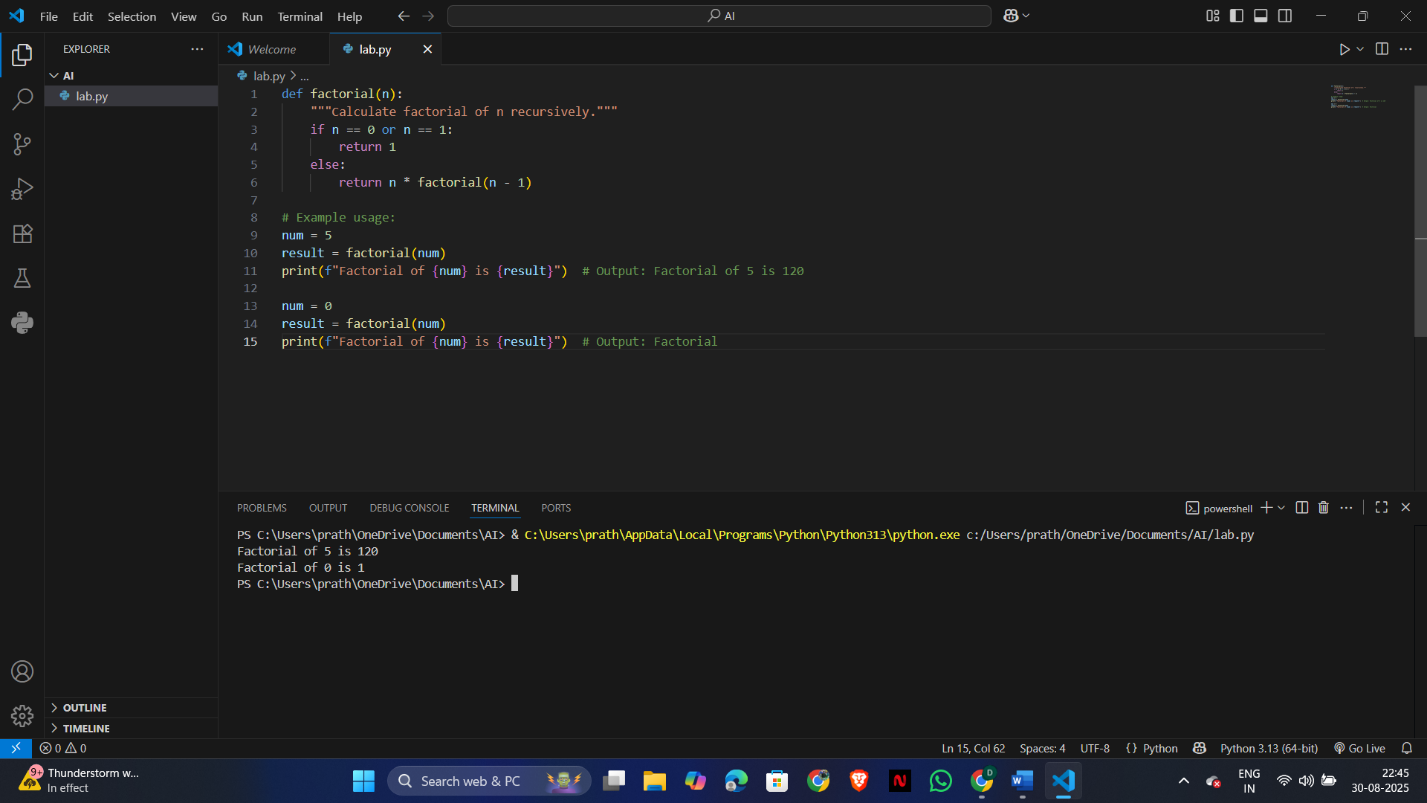 File Edit Selection View Go Run Terminal Help
AI
EXPLORER
AI
lab.py
OUTLINE
TIMELINE
Welcome
lab.py
lab.py > ...
1 def factorial(n):
2 """Calculate factorial of n recursively."""
3 if n == 0 or n == 1:
4 return 1
5 else:
6 return n * factorial(n - 1)
7
8 # Example usage:
9 num = 5
10 result = factorial(num)
11 print(f"Factorial of {num} is {result}") # Output: Factorial of 5 is 120
12
13 num = 0
14 result = factorial(num)
15 print(f"Factorial of {num} is {result}") # Output: Factorial
PROBLEMS OUTPUT DEBUG CONSOLE TERMINAL PORTS
powershell
PS C:\Users\prath\OneDrive\Documents\AI> & C:\Users\prath\AppData\Local\Programs\Python\Python313\python.exe c:/Users/prath/OneDrive/Documents/AI/lab.py
Factorial of 5 is 120
Factorial of 0 is 1
PS C:\Users\prath\OneDrive\Documents\AI>
0 0 Ln 15, Col 62 Spaces: 4 UTF-8 {} Python Python 3.13 (64-bit) Go Live
9+
Thunderstorm w...
In effect
Search web & PC
D
ENG
IN
22:45
30-08-2025